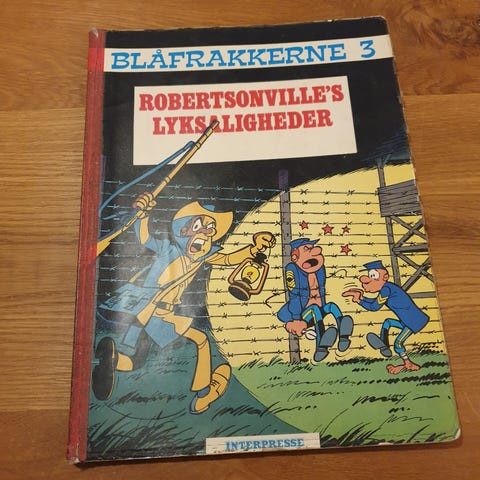 BLÅFRAKKERNE 3
ROBERTSONVILLE'S
LYKSALIGHEDER
INTERPRESSE